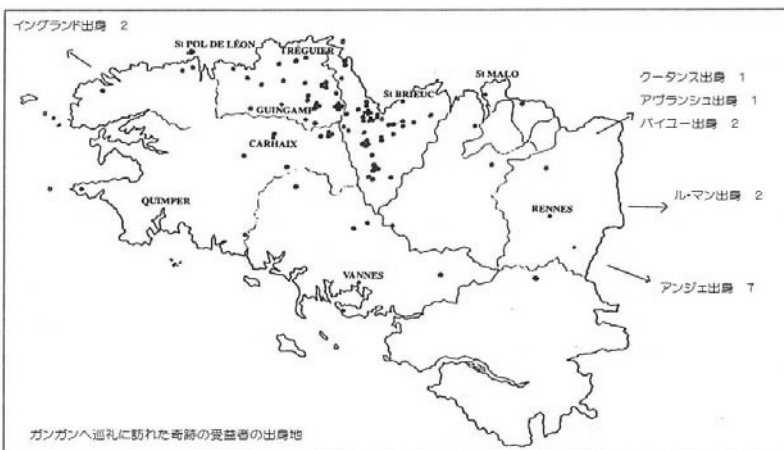 イングランド出身 2
St POL DE LÉON
TRÉGUIER
St BRIEUC
St MALO
クータンス出身 1
アヴランシュ出身 1
バイユー出身 2
GUINGAMP
CARHAIX
QUIMPER
RENNES
ル・マン出身 2
VANNES
アンジェ出身 7
ガンガンへ巡礼に訪れた奇跡の受益者の出身地